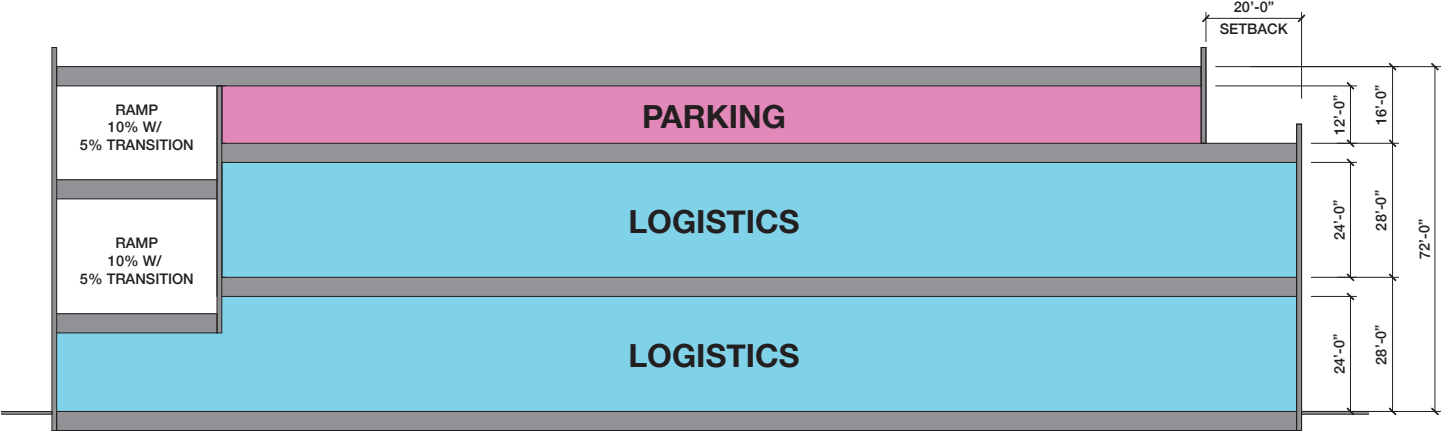 20'-0”
SETBACK
RAMP
10% W/
5% TRANSITION
PARKING
12'-0”
16'-0”
LOGISTICS
24'-0”
28'-0”
72'-0”
RAMP
10% W/
5% TRANSITION
LOGISTICS
24'-0”
28'-0”